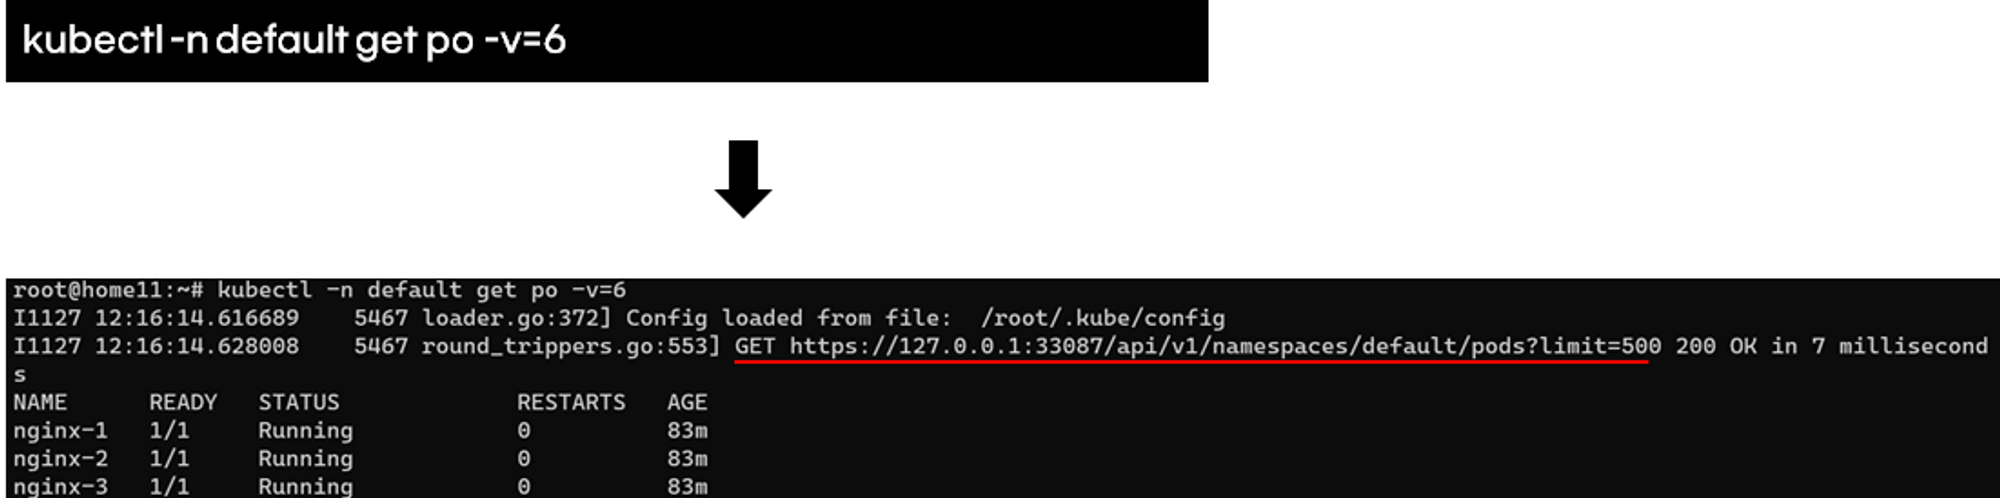 kubectl -n default get po -v=6
root@home11:~# kubectl -n default get po -v=6
I1127 12:16:14.616689    5467 loader.go:372] Config loaded from file:  /root/.kube/config
I1127 12:16:14.628008    5467 round_trippers.go:553] GET https://127.0.0.1:33087/api/v1/namespaces/default/pods?limit=500 200 OK in 7 millisecond
s
NAME      READY   STATUS             RESTARTS   AGE
nginx-1   1/1     Running            0          83m
nginx-2   1/1     Running            0          83m
nginx-3   1/1     Running            0          83m